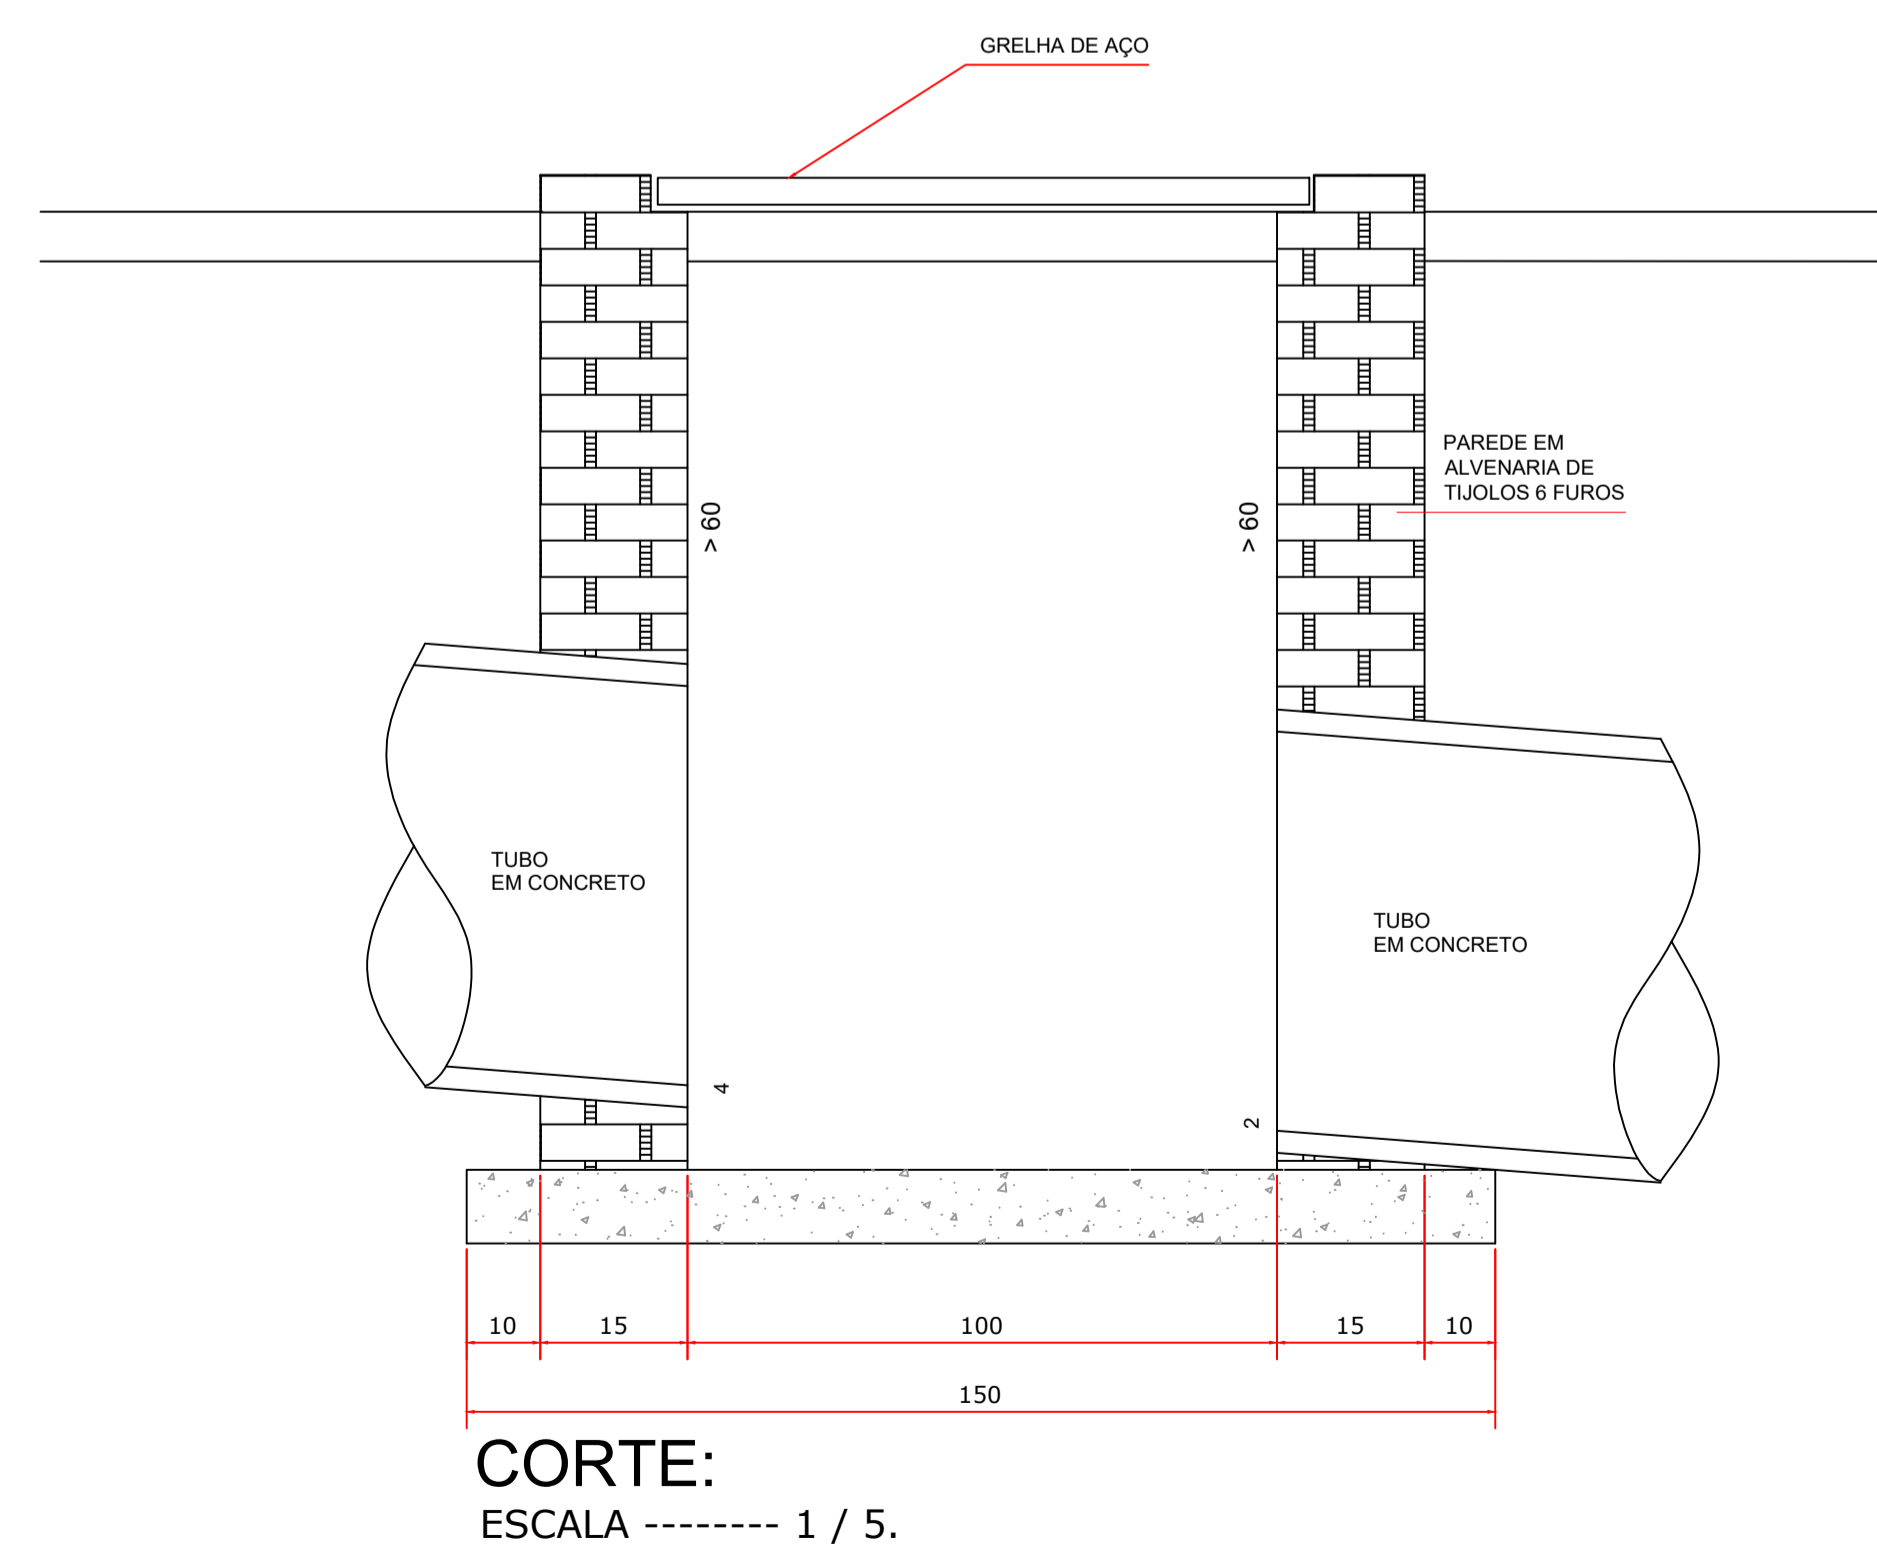 GRELHA DE AÇO
PAREDE EM
ALVENARIA DE
TIJOLOS 6 FUROS
> 60
> 60
TUBO
EM CONCRETO
TUBO
EM CONCRETO
4
2
10
15
100
15
10
150
CORTE:
ESCALA -------- 1 / 5.